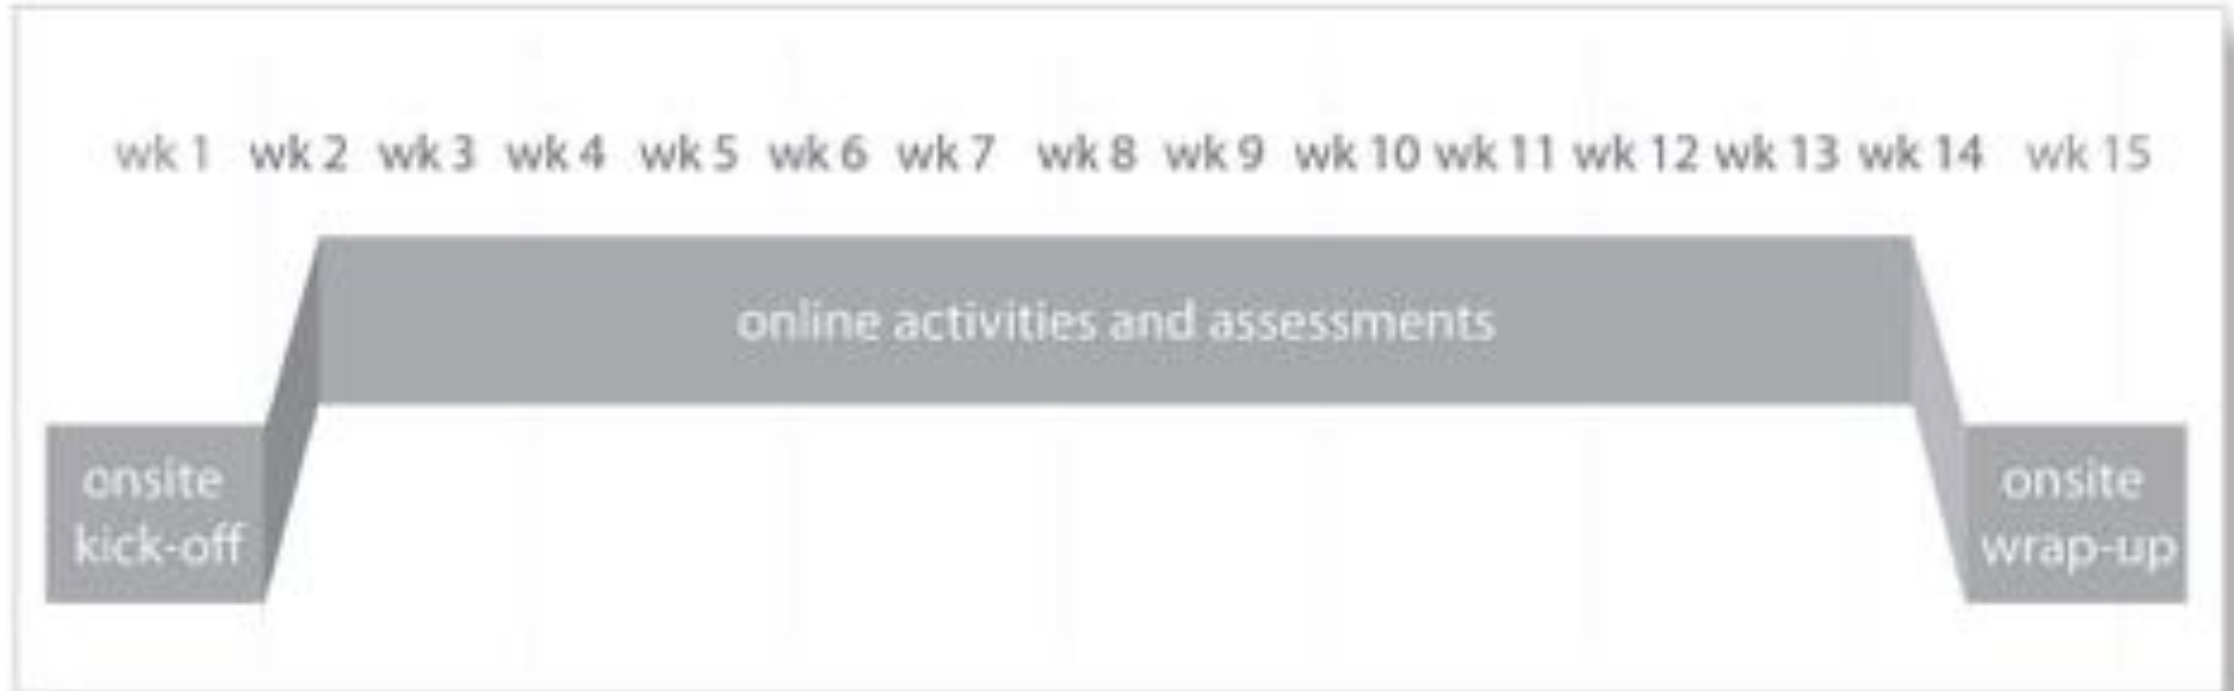 wk 1 wk 2 wk 3 wk 4 wk 5 wk 6 wk 7 wk 8 wk 9 wk 10 wk 11 wk 12 wk 13 wk 14 wk 15
online activities and assessments
onsite
kick-off
onsite
wrap-up